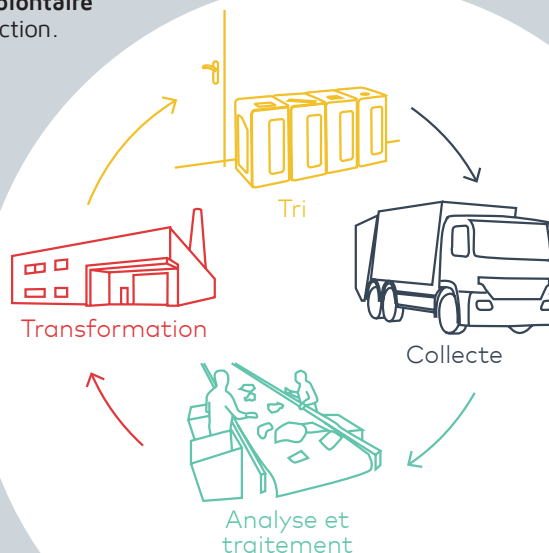 olontaire
ction.
Tri
Transformation
Collecte
Analyse et
traitement